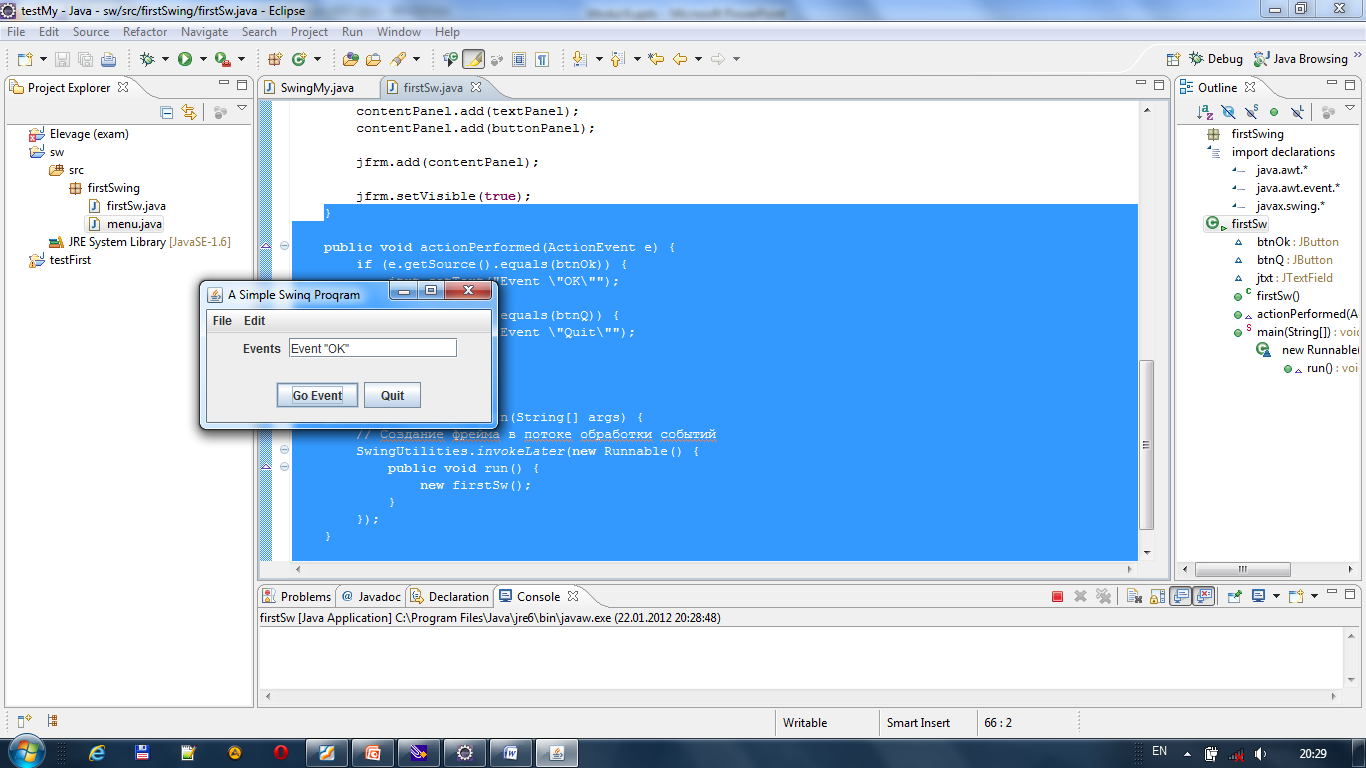 testMy - Java - sw/src/firstSwing/firstSw.java - Eclipse
File Edit Source Refactor Navigate Search Project Run Window Help
Debug Java Browsing
Project Explorer
Elevage (exam)
sw
src
firstSwing
firstSw.java
menu.java
JRE System Library [JavaSE-1.6]
testFirst
SwingMy.java firstSw.java
contentPanel.add(textPanel);
contentPanel.add(buttonPanel);
jfrm.add(contentPanel);
jfrm.setVisible(true);
}
public void actionPerformed(ActionEvent e) {
if (e.getSource().equals(btnOk)) {
"Event \"OK\"");
equals(btnQ)) {
Event \"Quit\"");
(String[] args) {
// Создание фрейма в потоке обработки событий
SwingUtilities.invokeLater(new Runnable() {
public void run() {
new firstSw();
}
});
}
A Simple Swing Program
File Edit
Events Event "OK"
Go Event Quit
Outline
firstSwing
import declarations
java.awt.*
java.awt.event.*
javax.swing.*
firstSw
btnOk : JButton
btnQ : JButton
jtxt : JTextField
firstSw()
actionPerformed(A
main(String[]) : voi
new Runnable(
run() : voi
Problems Javadoc Declaration Console
firstSw [Java Application] C:\Program Files\Java\jre6\bin\javaw.exe (22.01.2012 20:28:48)
Writable Smart Insert 66 : 2
EN 20:29